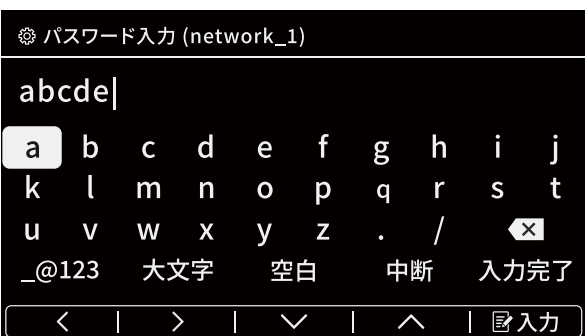 パスワード入力 (network_1)
abcde
a b c d e f g h i j
k l m n o p q r s t
u v w x y z . /
_@123 大文字 空白 中断 入力完了
入力